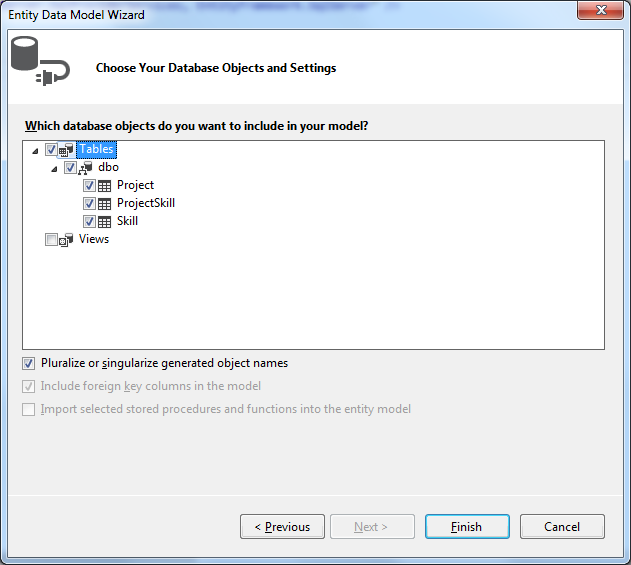 Entity Data Model Wizard
Choose Your Database Objects and Settings
Which database objects do you want to include in your model?
Tables
dbo
Project
ProjectSkill
Skill
Views
Pluralize or singularize generated object names
Include foreign key columns in the model
Import selected stored procedures and functions into the entity model
< Previous
Next >
Finish
Cancel